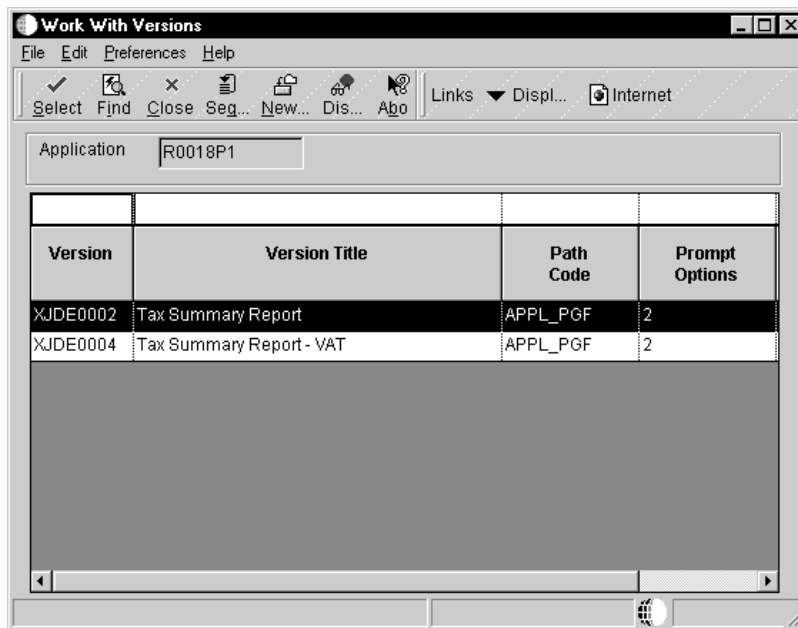 Work With Versions
File Edit Preferences Help
Select Find Close Seq... New... Dis... Abo Links Displ... Internet
Application R0018P1
Version Version Title Path Code Prompt Options
XJDE0002 Tax Summary Report APPL_PGF 2
XJDE0004 Tax Summary Report - VAT APPL_PGF 2